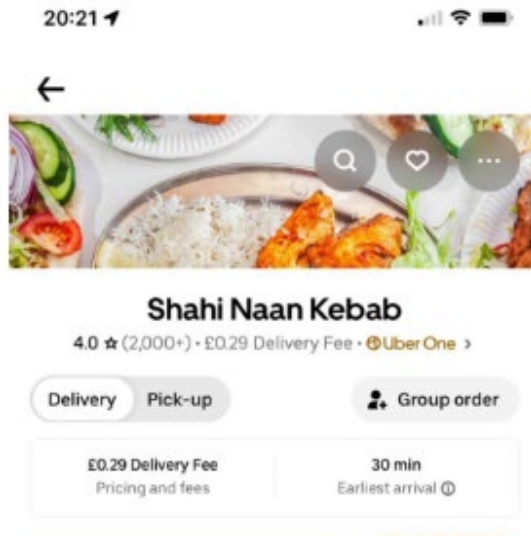 20:21
Shahi Naan Kebab
4.0 ☆ (2,000+) • £0.29 Delivery Fee • Uber One >
Delivery Pick-up Group order
£0.29 Delivery Fee 30 min
Pricing and fees Earliest arrival ⓘ